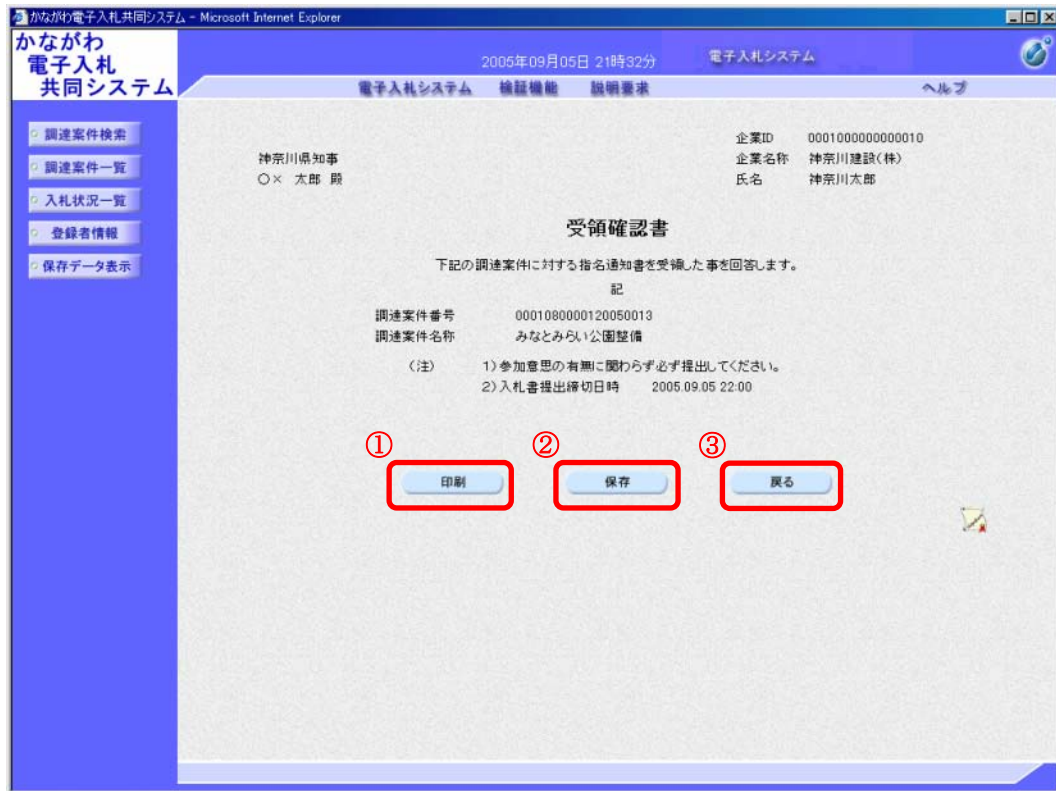 かながわ電子入札共同システム - Microsoft Internet Explorer
かながわ
電子入札
共同システム
2005年09月05日 21時32分
電子入札システム
電子入札システム 検証機能 説明要求 ヘルプ
調達案件検索
調達案件一覧
入札状況一覧
登録者情報
保存データ表示
企業ID 0001000000000010
企業名称 神奈川建設(株)
氏名 神奈川太郎
神奈川県知事
○× 太郎 殿
受領確認書
下記の調達案件に対する指名通知書を受領した事を回答します。
記
調達案件番号 0001080000120050013
調達案件名称 みなとみらい公園整備
(注) 1)参加意思の有無に関わらず必ず提出してください。
2)入札書提出締切日時 2005.09.05 22:00
① ② ③
印刷 保存 戻る